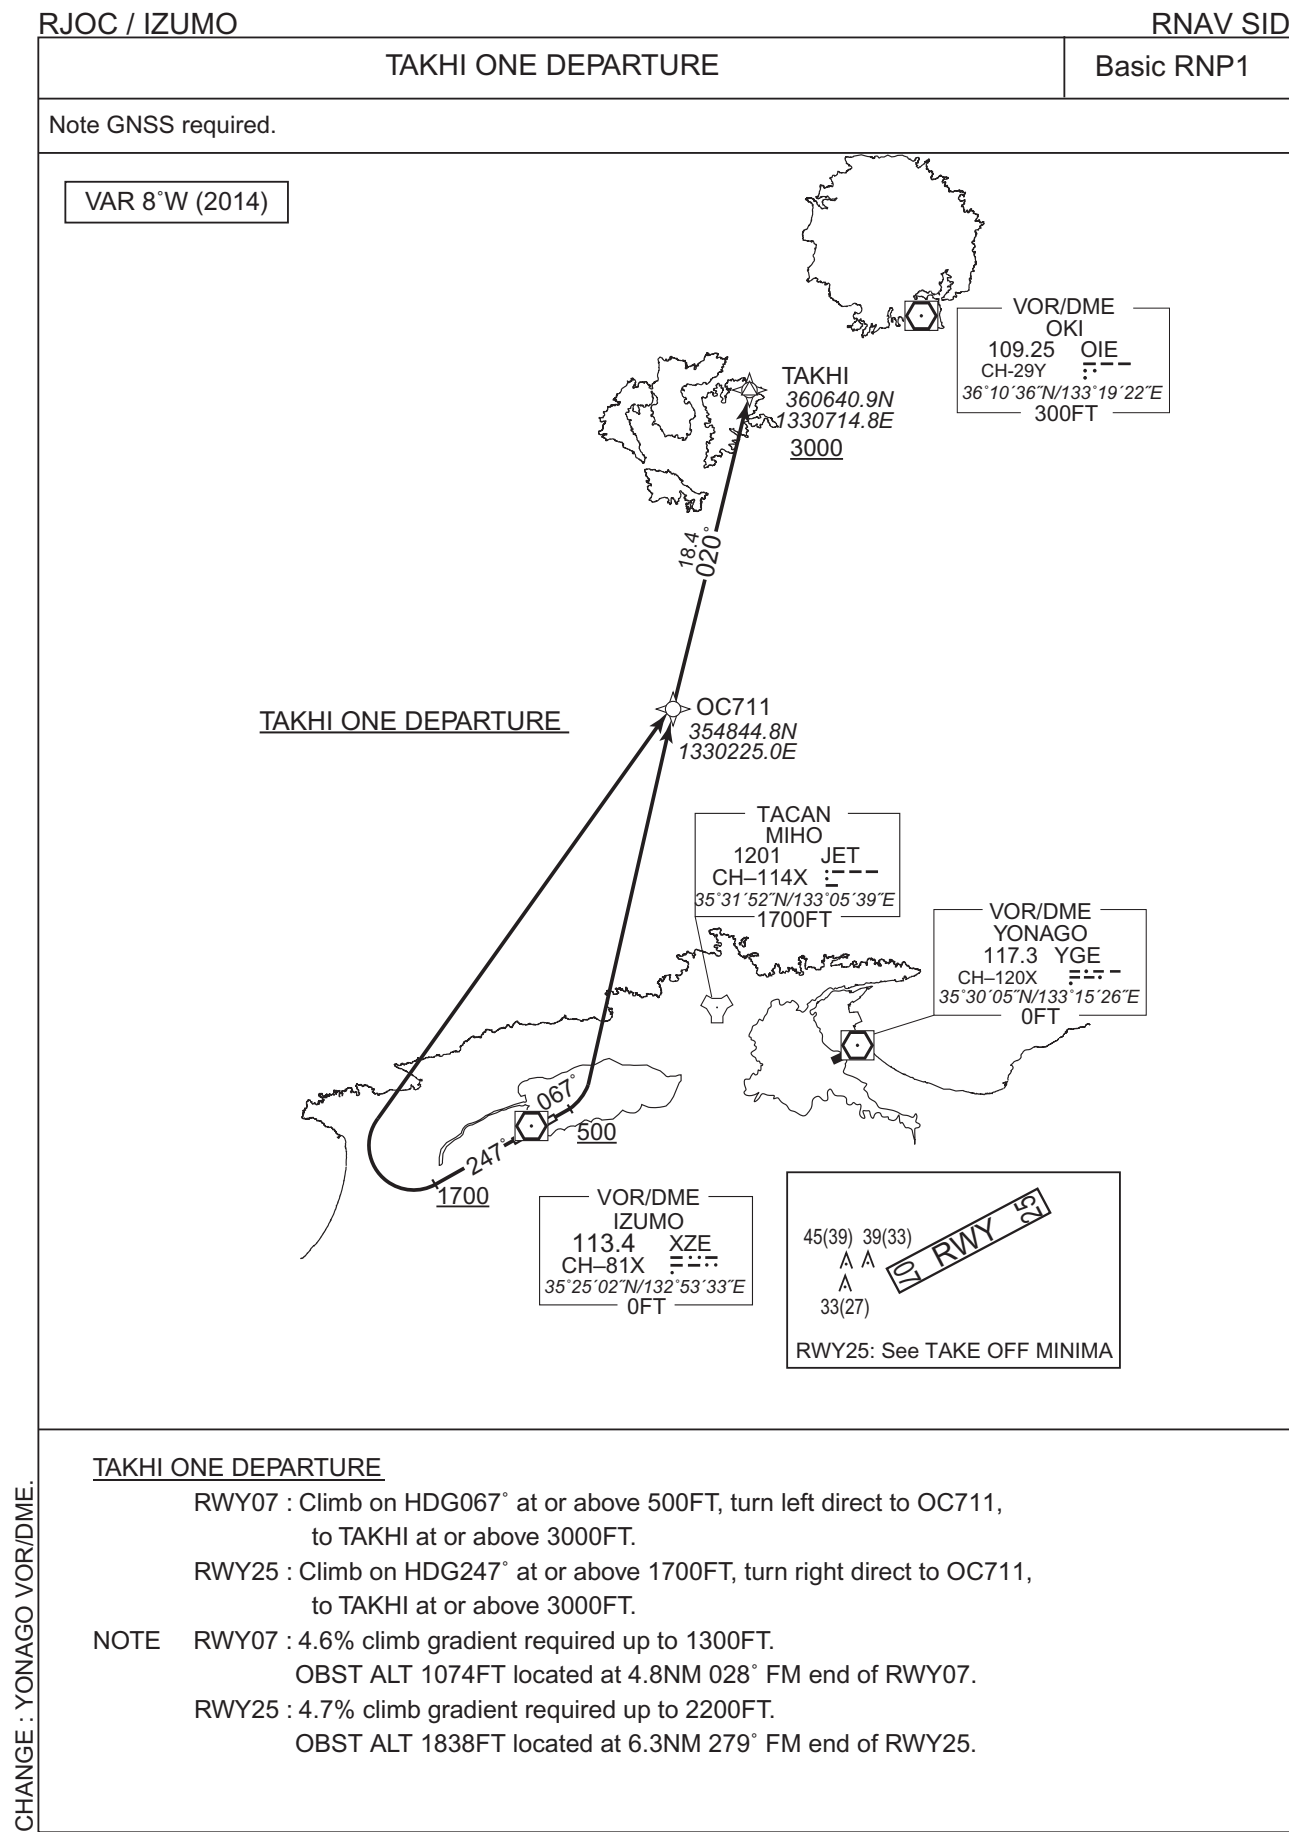 RJOC / IZUMO
RNAV SID
TAKHI ONE DEPARTURE
Basic RNP1
Note GNSS required.
VAR 8˚W (2014)
VOR/DME
OKI
109.25 OIE
CH-29Y
36˚10´36˝N/133˚19´22˝E
300FT
TAKHI
360640.9N
1330714.8E
3000
18.4
020˚
OC711
354844.8N
1330225.0E
TAKHI ONE DEPARTURE
TACAN
MIHO
1201 JET
CH–114X
35˚31´52˝N/133˚05´39˝E
1700FT
VOR/DME
YONAGO
117.3 YGE
CH–120X
35˚30´05˝N/133˚15´26˝E
0FT
067˚
500
247˚
1700
VOR/DME
IZUMO
113.4 XZE
CH–81X
35˚25´02˝N/132˚53´33˝E
0FT
45(39) 39(33)
33(27)
07 RWY 25
RWY25: See TAKE OFF MINIMA
TAKHI ONE DEPARTURE
RWY07 : Climb on HDG067˚ at or above 500FT, turn left direct to OC711,
to TAKHI at or above 3000FT.
RWY25 : Climb on HDG247˚ at or above 1700FT, turn right direct to OC711,
to TAKHI at or above 3000FT.
NOTE RWY07 : 4.6% climb gradient required up to 1300FT.
OBST ALT 1074FT located at 4.8NM 028˚ FM end of RWY07.
RWY25 : 4.7% climb gradient required up to 2200FT.
OBST ALT 1838FT located at 6.3NM 279˚ FM end of RWY25.
CHANGE : YONAGO VOR/DME.